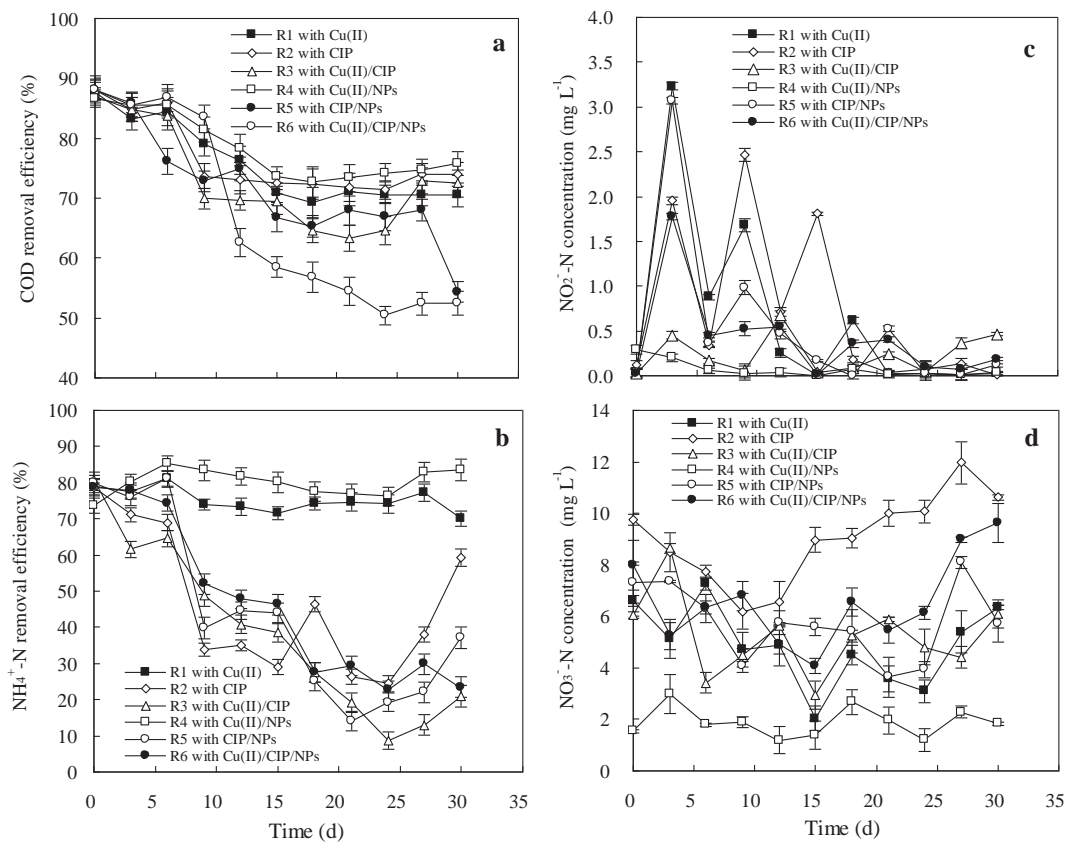 a
COD removal efficiency (%)
100
90
80
70
60
50
40
R1 with Cu(II)
R2 with CIP
R3 with Cu(II)/CIP
R4 with Cu(II)/NPs
R5 with CIP/NPs
R6 with Cu(II)/CIP/NPs
c
NO₂⁻-N concentration (mg L⁻¹)
4.0
3.5
3.0
2.5
2.0
1.5
1.0
0.5
0.0
R1 with Cu(II)
R2 with CIP
R3 with Cu(II)/CIP
R4 with Cu(II)/NPs
R5 with CIP/NPs
R6 with Cu(II)/CIP/NPs
b
NH₄⁺-N removal efficiency (%)
100
90
80
70
60
50
40
30
20
10
0
R1 with Cu(II)
R2 with CIP
R3 with Cu(II)/CIP
R4 with Cu(II)/NPs
R5 with CIP/NPs
R6 with Cu(II)/CIP/NPs
0 5 10 15 20 25 30 35
Time (d)
d
NO₃⁻-N concentration (mg L⁻¹)
14
12
10
8
6
4
2
0
R1 with Cu(II)
R2 with CIP
R3 with Cu(II)/CIP
R4 with Cu(II)/NPs
R5 with CIP/NPs
R6 with Cu(II)/CIP/NPs
0 5 10 15 20 25 30 35
Time (d)